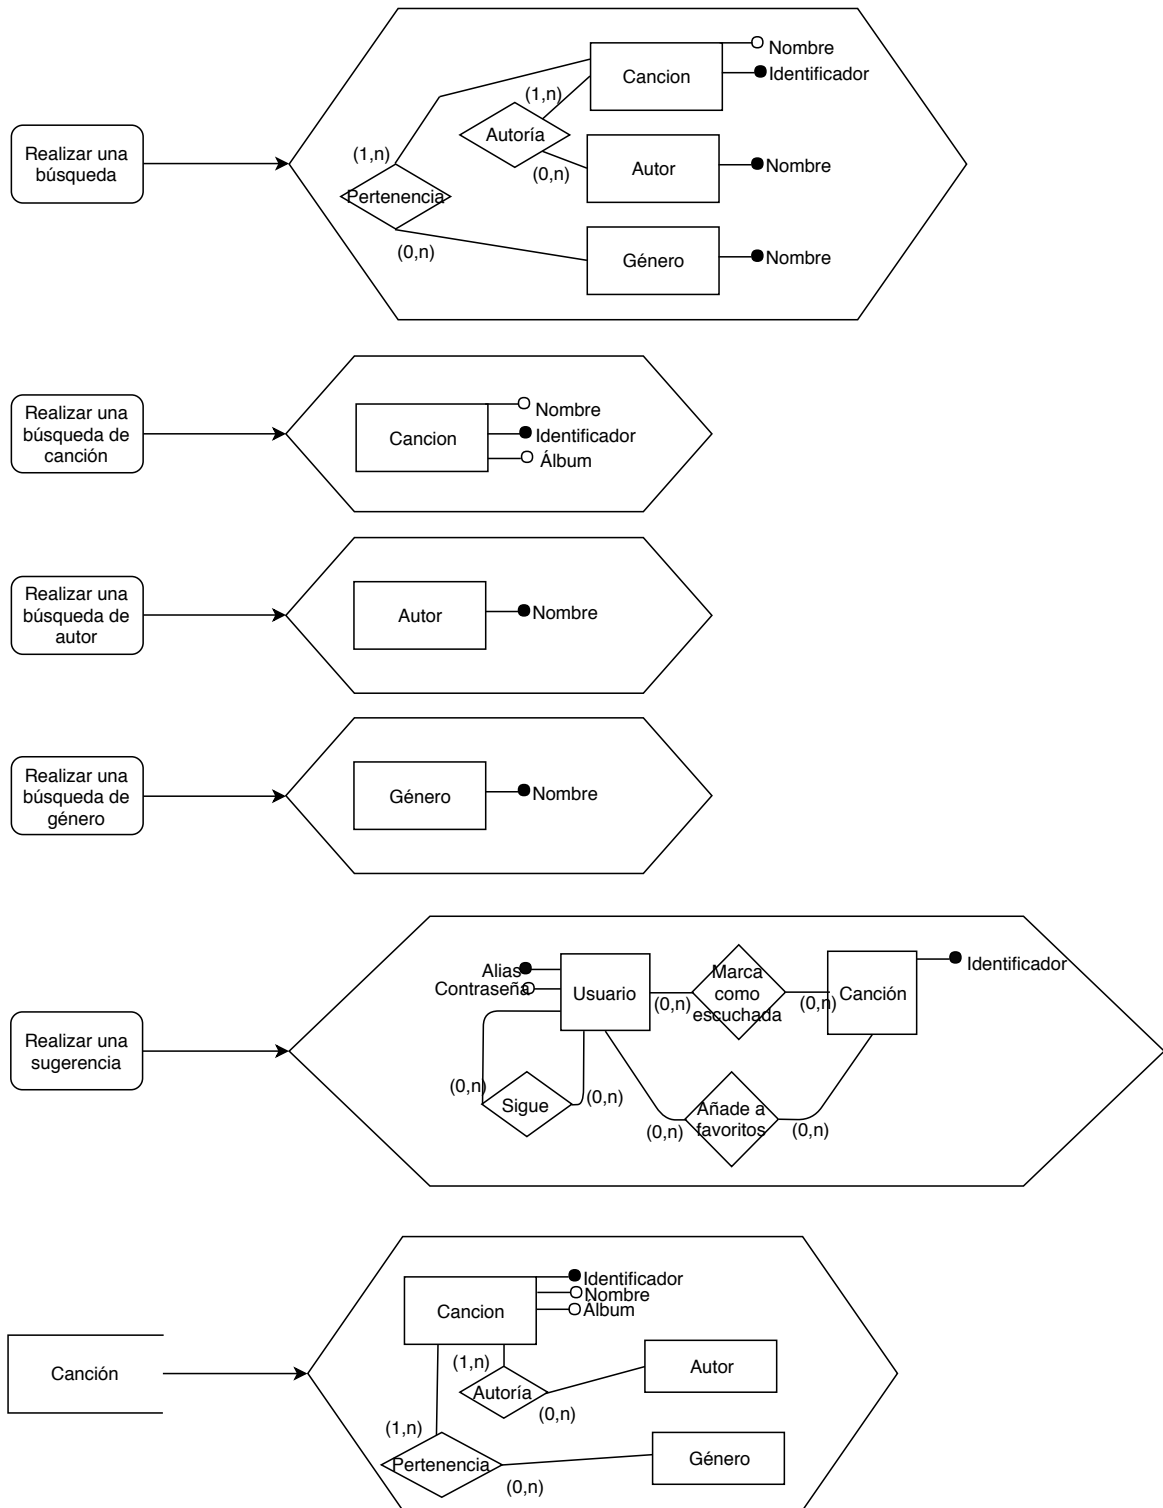 Realizar una
búsqueda
Cancion
Nombre
Identificador
(1,n)
Autoría
(0,n)
Autor
Nombre
(1,n)
Pertenencia
(0,n)
Género
Nombre
Realizar una
búsqueda de
canción
Cancion
Nombre
Identificador
Álbum
Realizar una
búsqueda de
autor
Autor
Nombre
Realizar una
búsqueda de
género
Género
Nombre
Realizar una
sugerencia
Alias
Contraseña
Usuario
(0,n)
Marca
como
escuchada
(0,n)
Canción
Identificador
(0,n)
Sigue
(0,n)
(0,n)
Añade a
favoritos
(0,n)
Canción
Cancion
Identificador
Nombre
Álbum
(1,n)
Autoría
(0,n)
Autor
(1,n)
Pertenencia
(0,n)
Género